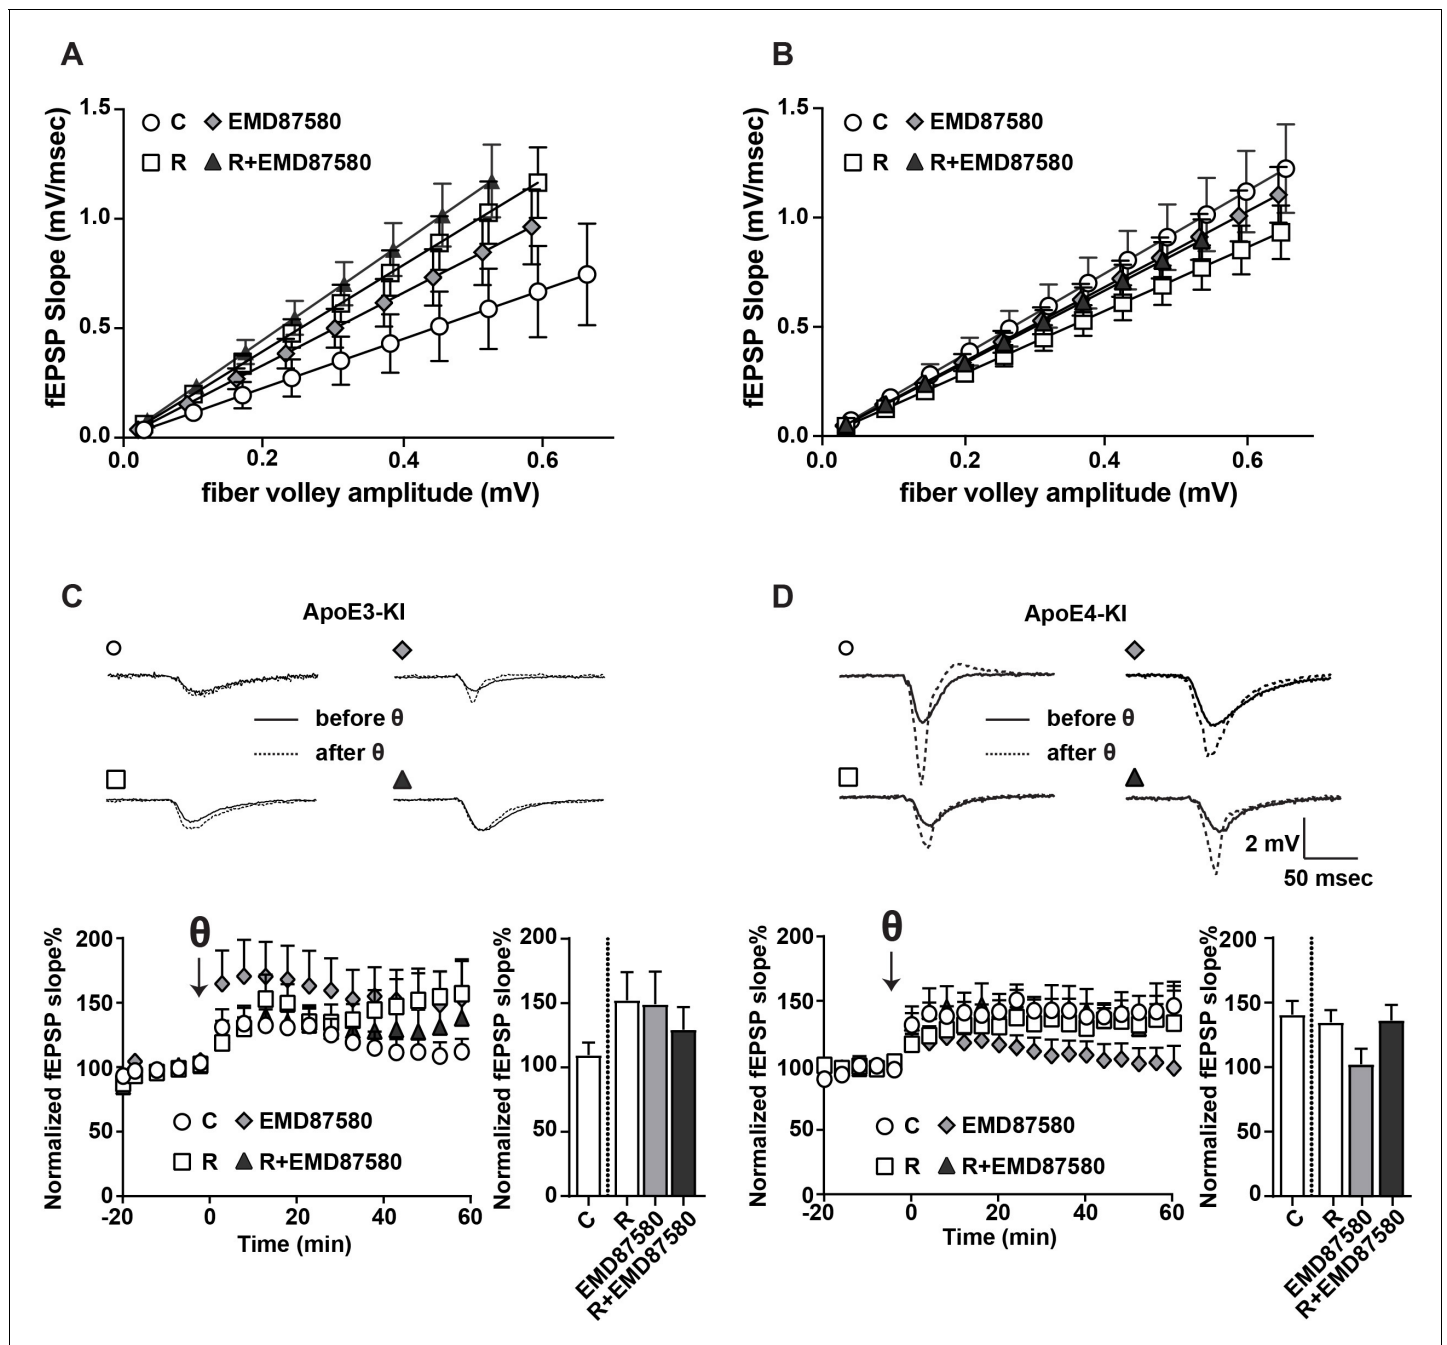 A
1.5
1.0
0.5
0.0
fEPSP Slope (mV/msec)
C EMD87580
R R+EMD87580
0.0 0.2 0.4 0.6
fiber volley amplitude (mV)
B
1.5
1.0
0.5
0.0
fEPSP Slope (mV/msec)
C EMD87580
R R+EMD87580
0.0 0.2 0.4 0.6
fiber volley amplitude (mV)
C
ApoE3-KI
before θ
after θ
θ
200
150
100
50
0
Normalized fEPSP slope%
C EMD87580
R R+EMD87580
-20 0 20 40 60
Time (min)
200
150
100
50
0
Normalized fEPSP slope%
C
R
EMD87580
R+EMD87580
D
ApoE4-KI
before θ
after θ
2 mV
50 msec
θ
200
150
100
50
0
Normalized fEPSP slope%
C EMD87580
R R+EMD87580
-20 0 20 40 60
Time (min)
200
150
100
50
0
Normalized fEPSP slope%
C
R
EMD87580
R+EMD87580